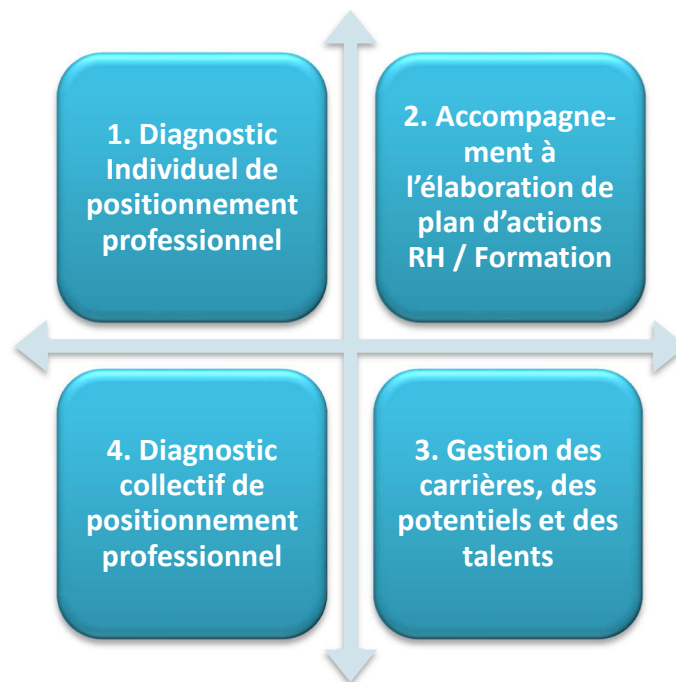 1. Diagnostic
Individuel de
positionnement
professionnel
2. Accompagne-
ment à
l’élaboration de
plan d’actions
RH / Formation
4. Diagnostic
collectif de
positionnement
professionnel
3. Gestion des
carrières, des
potentiels et des
talents